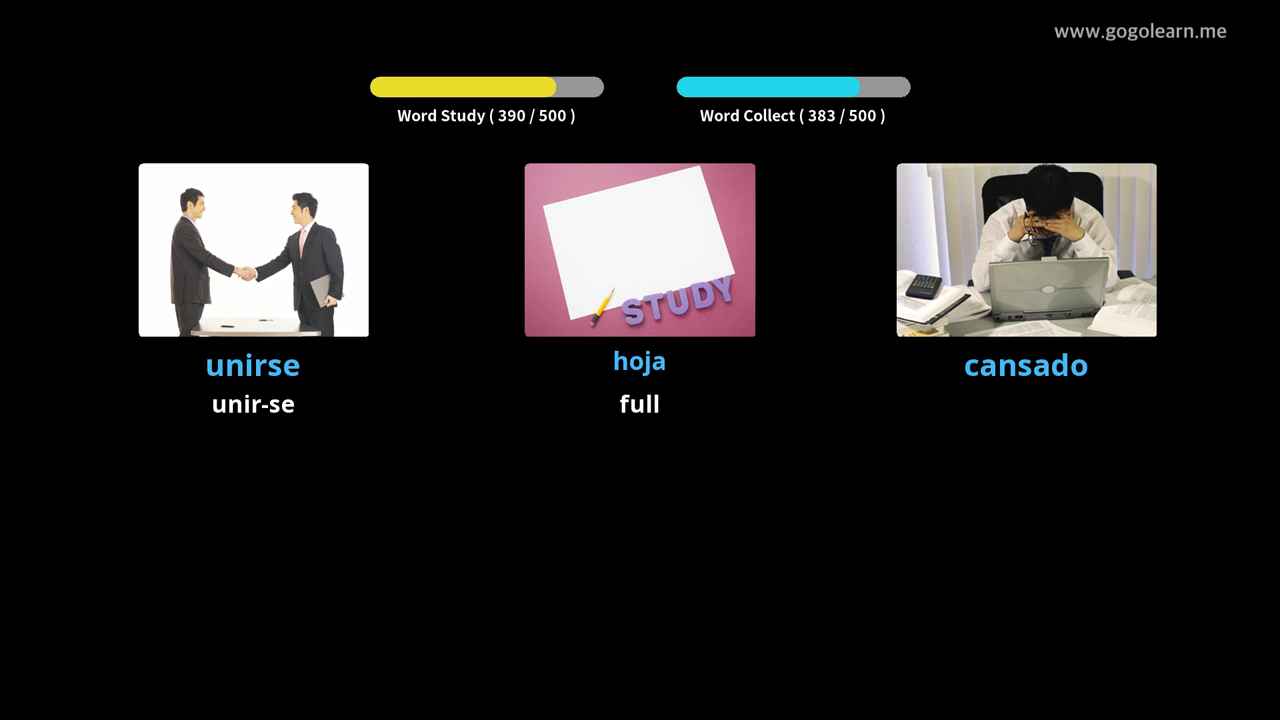 www.gogolearn.me
Word Study ( 390 / 500 )
Word Collect ( 383 / 500 )
STUDY
unirse
hoja
cansado
unir-se
full